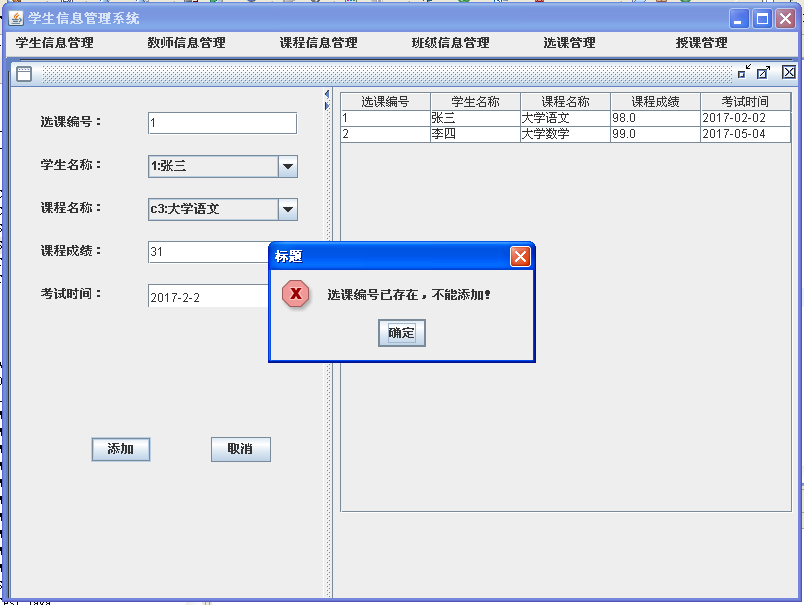 学生信息管理系统
学生信息管理 教师信息管理 课程信息管理 班级信息管理 选课管理 授课管理
选课编号： 1
学生名称： 1:张三
课程名称： c3:大学语文
课程成绩： 31
考试时间： 2017-2-2
添加 取消
选课编号 学生名称 课程名称 课程成绩 考试时间
1 张三 大学语文 98.0 2017-02-02
2 李四 大学数学 99.0 2017-05-04
标题
选课编号已存在，不能添加!
确定